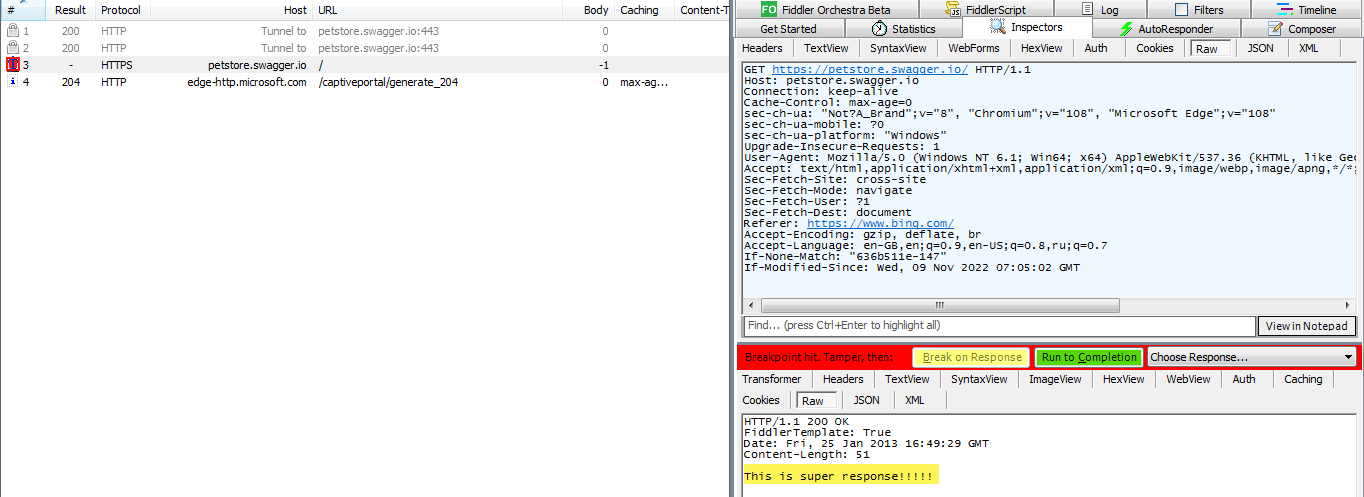 # Result Protocol Host URL Body Caching Content-T
1 200 HTTP Tunnel to petstore.swagger.io:443 0
2 200 HTTP Tunnel to petstore.swagger.io:443 0
3 - HTTPS petstore.swagger.io / -1
4 204 HTTP edge-http.microsoft.com /captiveportal/generate_204 0 max-ag...
FO Fiddler Orchestra Beta JS FiddlerScript Log Filters Timeline
Get Started Statistics Inspectors AutoResponder Composer
Headers TextView SyntaxView WebForms HexView Auth Cookies Raw JSON XML
GET https://petstore.swagger.io/ HTTP/1.1
Host: petstore.swagger.io
Connection: keep-alive
Cache-Control: max-age=0
sec-ch-ua: "Not?A_Brand";v="8", "Chromium";v="108", "Microsoft Edge";v="108"
sec-ch-ua-mobile: ?0
sec-ch-ua-platform: "Windows"
Upgrade-Insecure-Requests: 1
User-Agent: Mozilla/5.0 (Windows NT 6.1; Win64; x64) AppleWebKit/537.36 (KHTML, like Gec
Accept: text/html,application/xhtml+xml,application/xml;q=0.9,image/webp,image/apng,*/*;
Sec-Fetch-Site: cross-site
Sec-Fetch-Mode: navigate
Sec-Fetch-User: ?1
Sec-Fetch-Dest: document
Referer: https://www.bing.com/
Accept-Encoding: gzip, deflate, br
Accept-Language: en-GB,en;q=0.9,en-US;q=0.8,ru;q=0.7
If-None-Match: "636b511e-147"
If-Modified-Since: Wed, 09 Nov 2022 07:05:02 GMT
Find... (press Ctrl+Enter to highlight all) View in Notepad
Breakpoint hit. Tamper, then: Break on Response Run to Completion Choose Response...
Transformer Headers TextView SyntaxView ImageView HexView WebView Auth Caching
Cookies Raw JSON XML
HTTP/1.1 200 OK
FiddlerTemplate: True
Date: Fri, 25 Jan 2013 16:49:29 GMT
Content-Length: 51
This is super response!!!!!